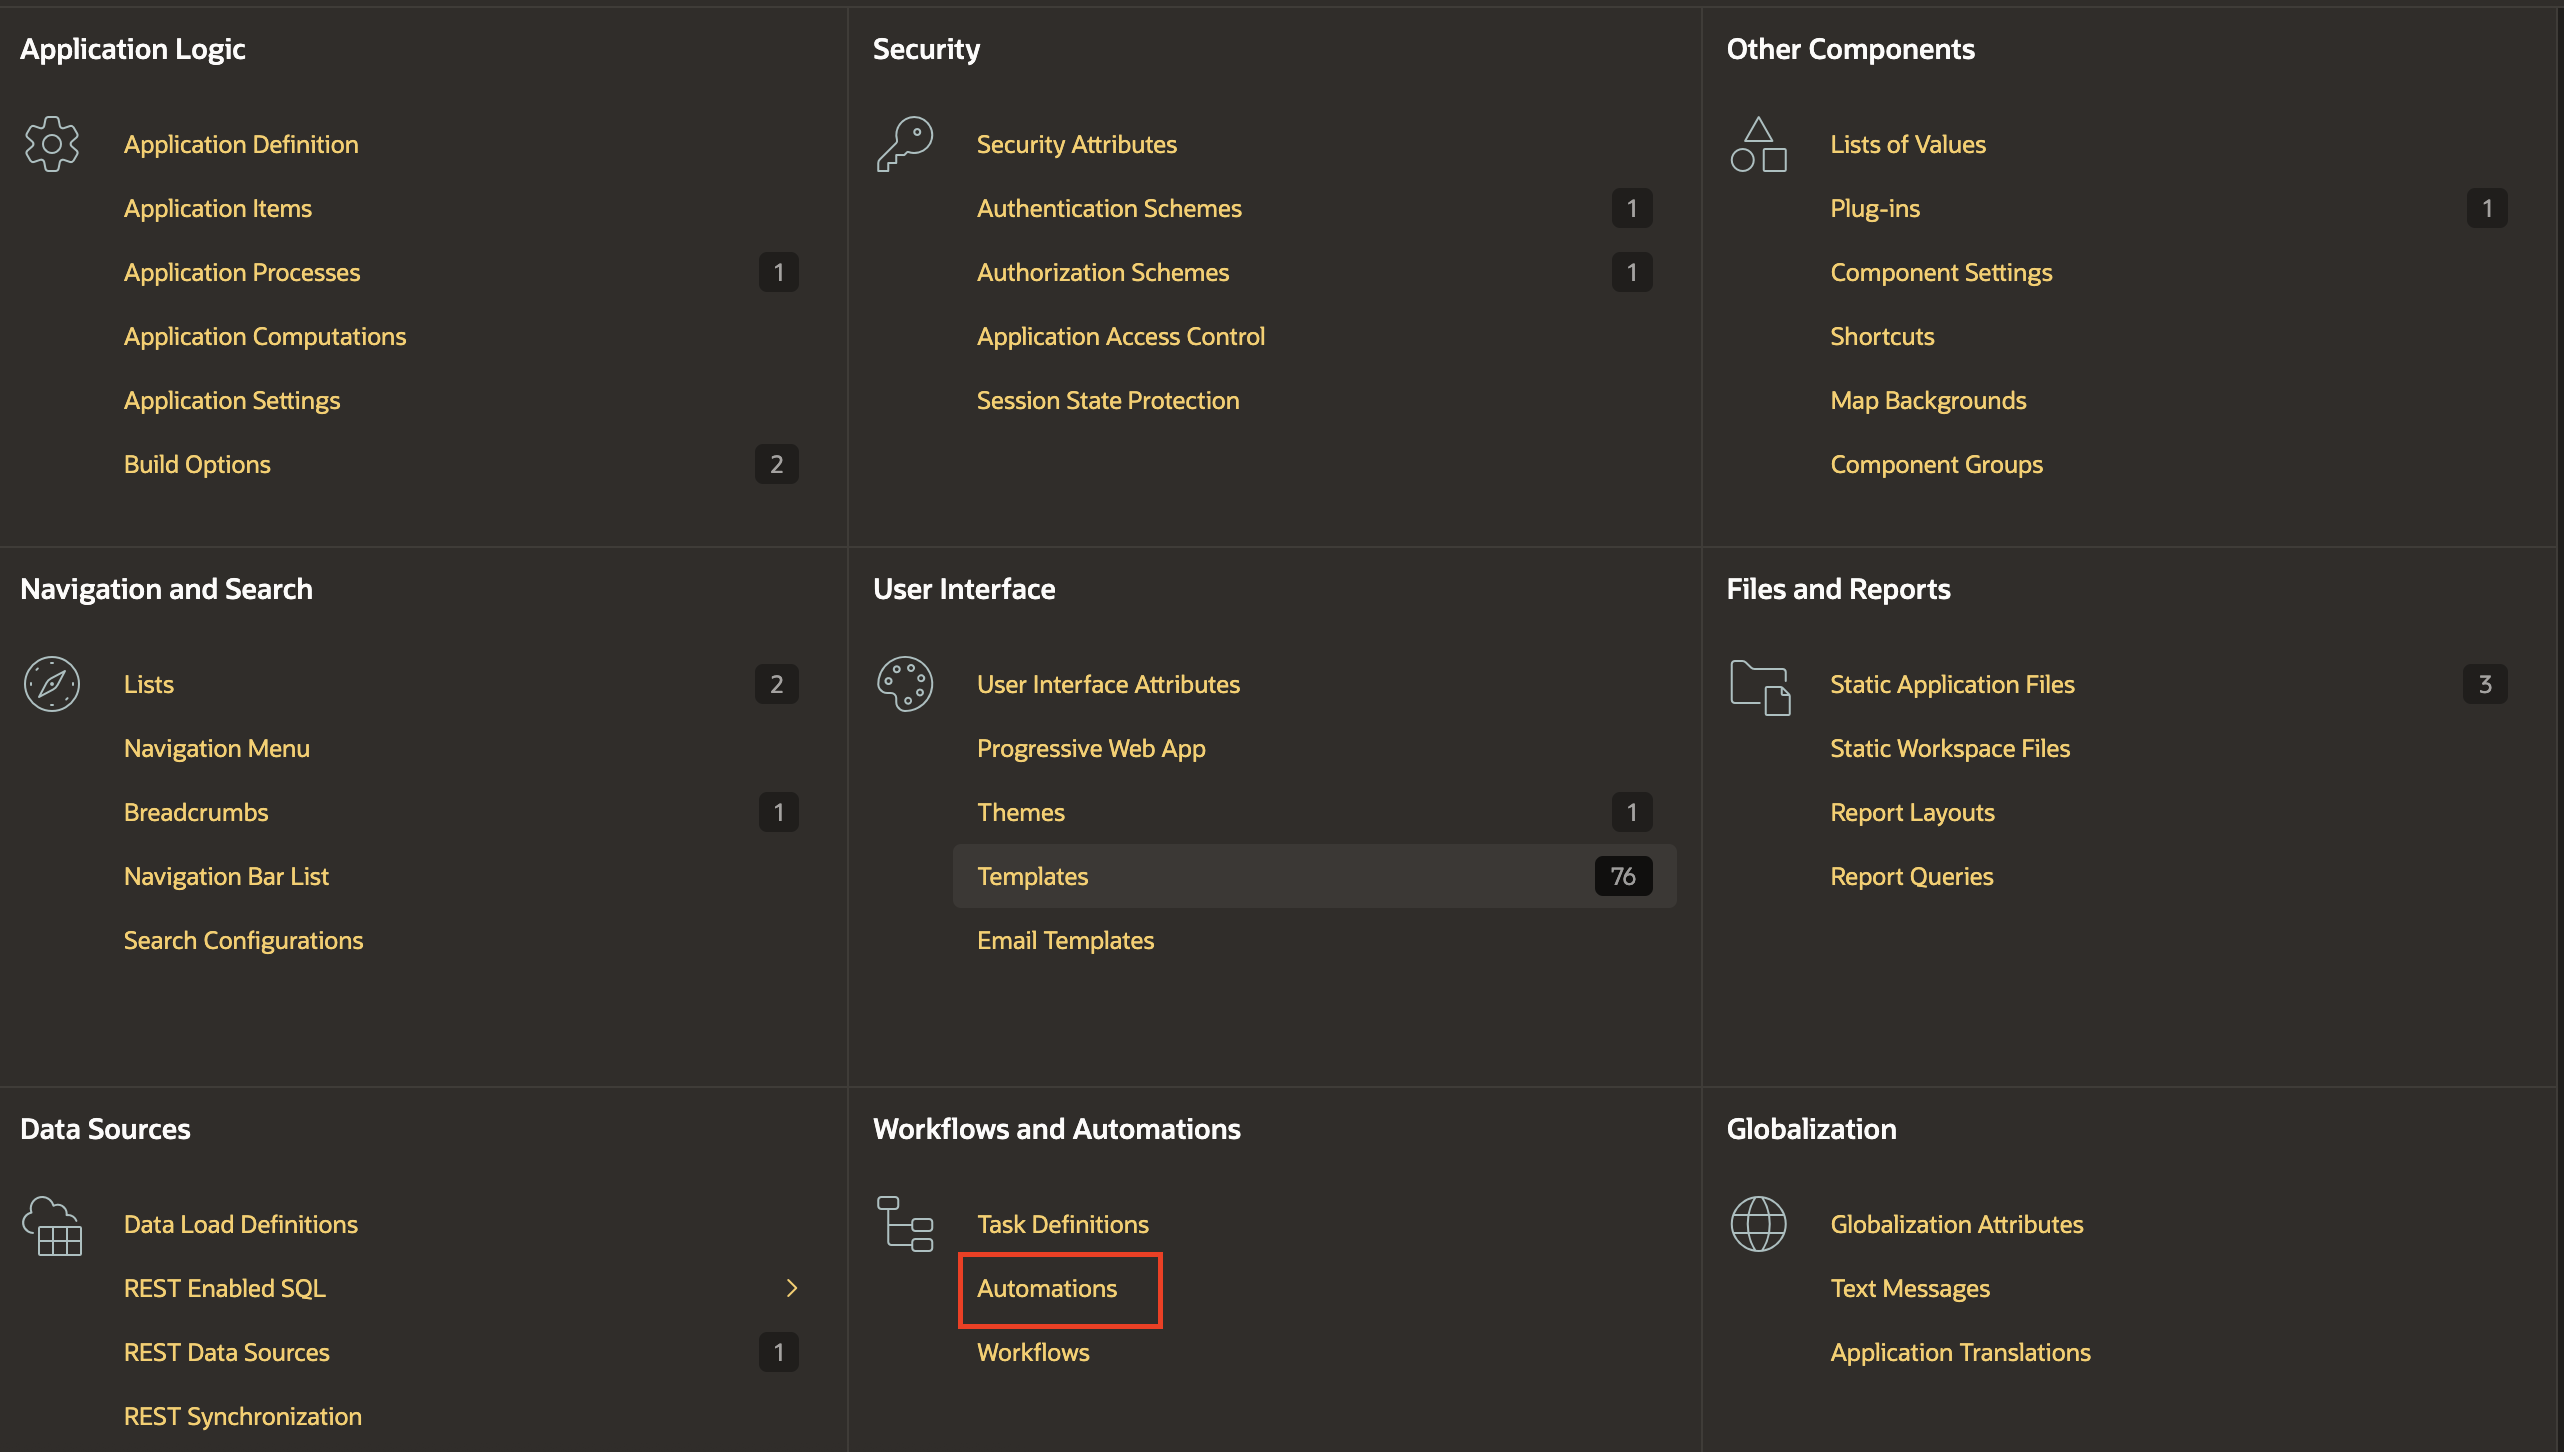 Application Logic
Application Definition
Application Items
Application Processes 1
Application Computations
Application Settings
Build Options 2
Security
Security Attributes
Authentication Schemes 1
Authorization Schemes 1
Application Access Control
Session State Protection
Other Components
Lists of Values
Plug-ins 1
Component Settings
Shortcuts
Map Backgrounds
Component Groups
Navigation and Search
Lists 2
Navigation Menu
Breadcrumbs 1
Navigation Bar List
Search Configurations
User Interface
User Interface Attributes
Progressive Web App
Themes 1
Templates 76
Email Templates
Files and Reports
Static Application Files 3
Static Workspace Files
Report Layouts
Report Queries
Data Sources
Data Load Definitions
REST Enabled SQL
REST Data Sources 1
REST Synchronization
Workflows and Automations
Task Definitions
Automations
Workflows
Globalization
Globalization Attributes
Text Messages
Application Translations